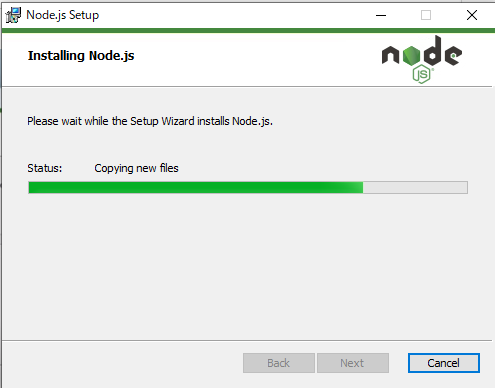 Node.js Setup
Installing Node.js
node
JS
Please wait while the Setup Wizard installs Node.js.
Status: Copying new files
Back Next Cancel